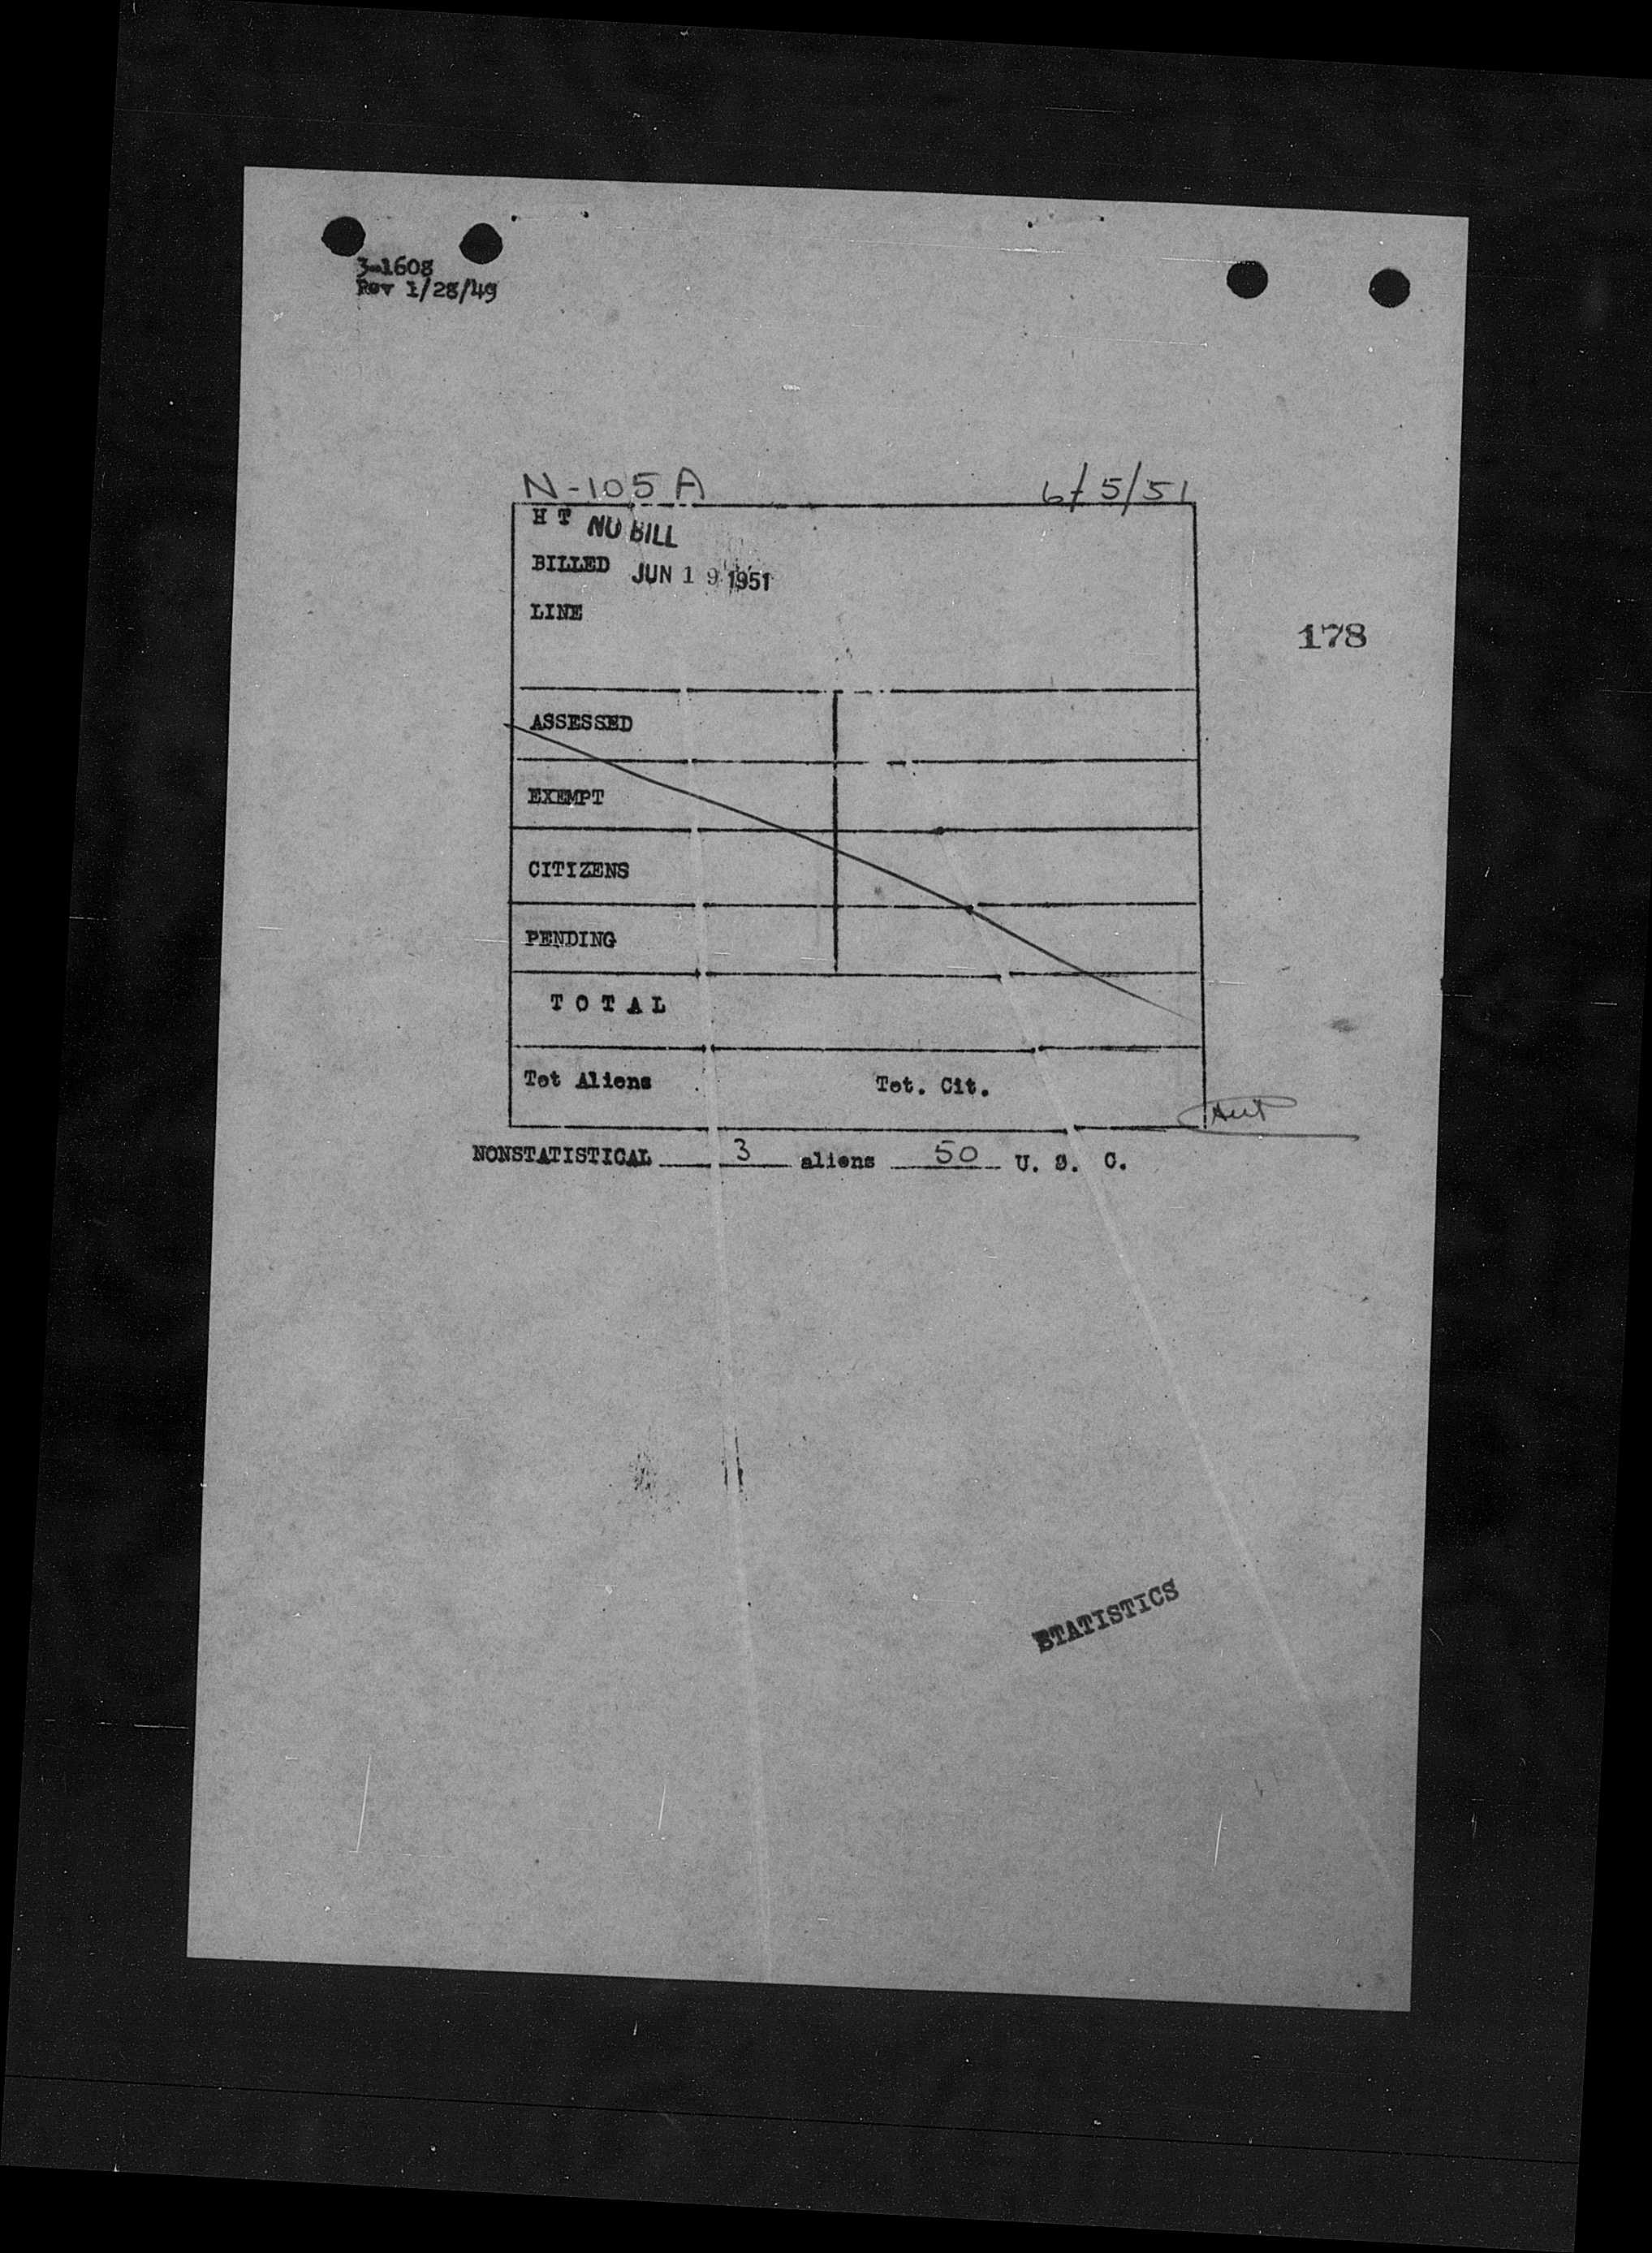 3-1608
Rev 1/28/49
N-105A 6/5/51
H T NO BILL
BILLED JUN 19 1951
LINE
178
ASSESSED
EXEMPT
CITIZENS
PENDING
TOTAL
Tot Aliens Tot. Cit.
NONSTATISTICAL 3 aliens 50 U. S. C.
STATISTICS